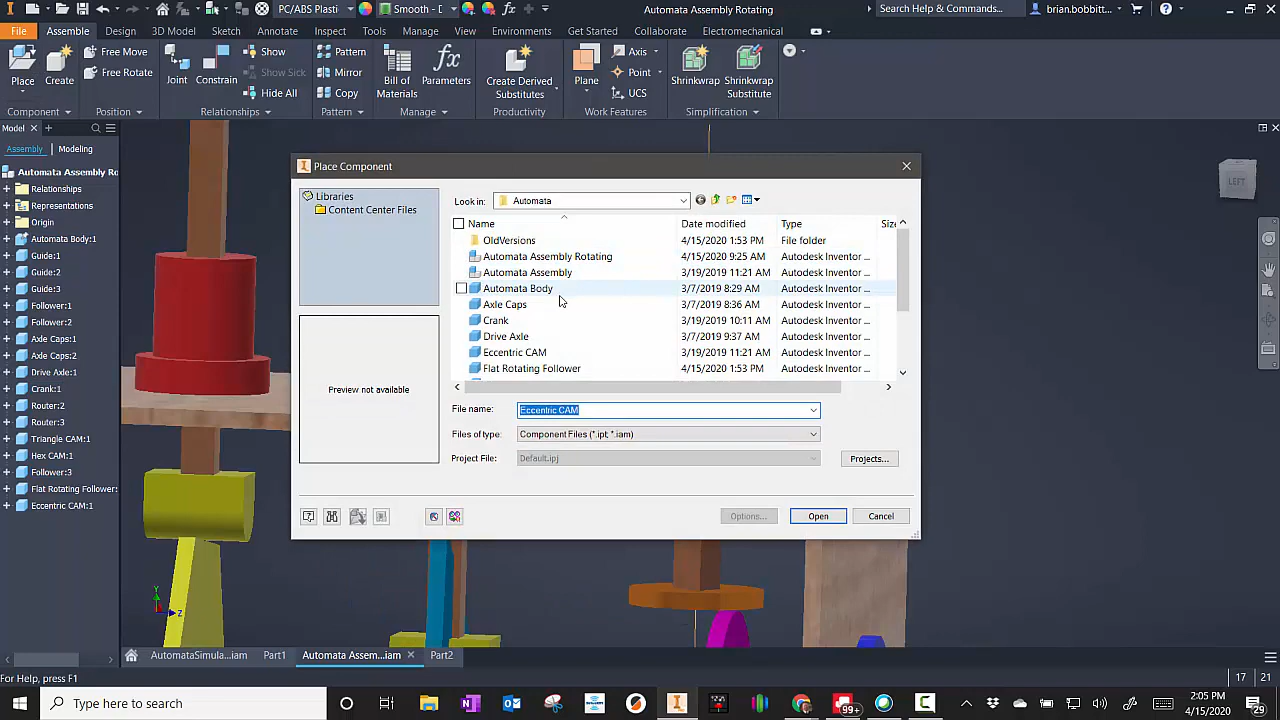 PC/ABS Plasti
Smooth -
Automata Assembly Rotating
Search Help & Commands...
brian.bobbitt...
File
Assemble
Design
3D Model
Sketch
Annotate
Inspect
Tools
Manage
View
Environments
Get Started
Collaborate
Electromechanical
Place
Create
Free Move
Free Rotate
Joint
Constrain
Show
Show Sick
Hide All
Pattern
Mirror
Copy
Bill of
Materials
Parameters
Create Derived
Substitutes
Plane
Axis
Point
UCS
Shrinkwrap
Shrinkwrap
Substitute
Component
Position
Relationships
Pattern
Manage
Productivity
Work Features
Simplification
Model
Assembly
Modeling
Automata Assembly Ro
Relationships
Representations
Origin
Automata Body:1
Guide:1
Guide:2
Guide:3
Follower:1
Follower:2
Axle Caps:1
Axle Caps:2
Drive Axle:1
Crank:1
Router:2
Router:3
Triangle CAM:1
Hex CAM:1
Follower:3
Flat Rotating Follower:
Eccentric CAM:1
LEFT
Place Component
Libraries
Content Center Files
Preview not available
Look in:
Automata
Name
Date modified
Type
Size
OldVersions 4/15/2020 1:53 PM File folder
Automata Assembly Rotating 4/15/2020 9:25 AM Autodesk Inventor ...
Automata Assembly 3/19/2019 11:21 AM Autodesk Inventor ...
Automata Body 3/7/2019 8:29 AM Autodesk Inventor ...
Axle Caps 3/7/2019 8:36 AM Autodesk Inventor ...
Crank 3/19/2019 10:11 AM Autodesk Inventor ...
Drive Axle 3/7/2019 9:37 AM Autodesk Inventor ...
Eccentric CAM 3/19/2019 11:21 AM Autodesk Inventor ...
Flat Rotating Follower 4/15/2020 1:53 PM Autodesk Inventor ...
File name: Eccentric CAM
Files of type: Component Files (*.ipt; *.iam)
Project File: Default.ipj
Projects...
Options...
Open
Cancel
Y
Z
AutomataSimula...iam
Part1
Automata Assem...iam
Part2
For Help, press F1
17
21
Type here to search
99+
2:05 PM
4/15/2020
29